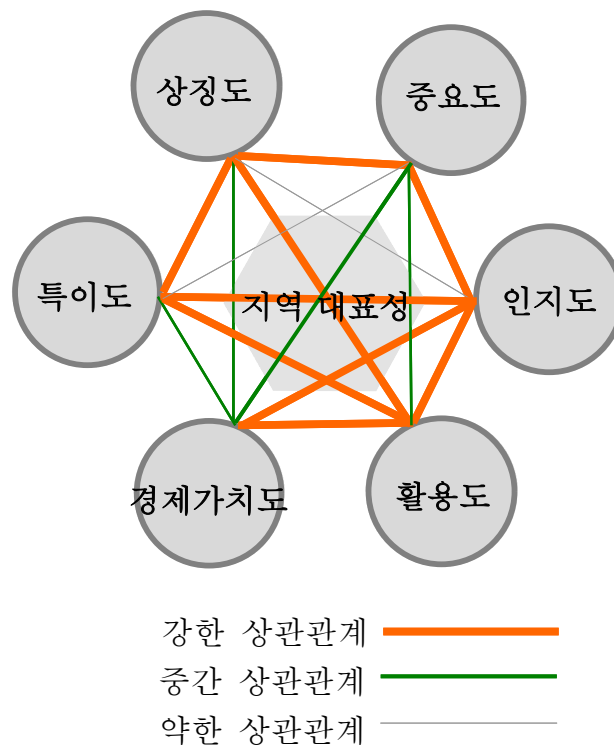 상징도
중요도
특이도
지역 대표성
인지도
경제가치도
활용도
강한 상관관계
중간 상관관계
약한 상관관계